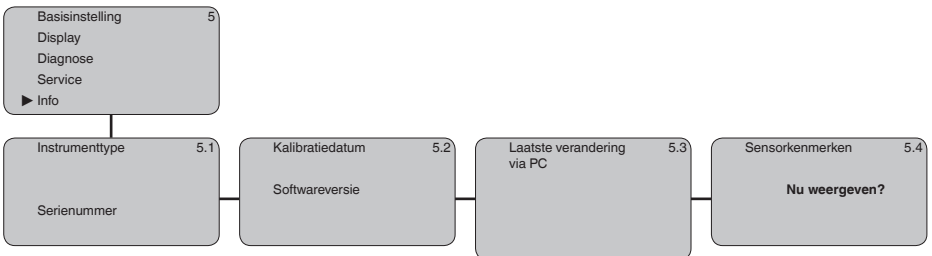 Basisinstelling 5
Display
Diagnose
Service
▶ Info
Instrumenttype 5.1
Serienummer
Kalibratiedatum 5.2
Softwareversie
Laatste verandering 5.3
via PC
Sensorkenmerken 5.4
Nu weergeven?